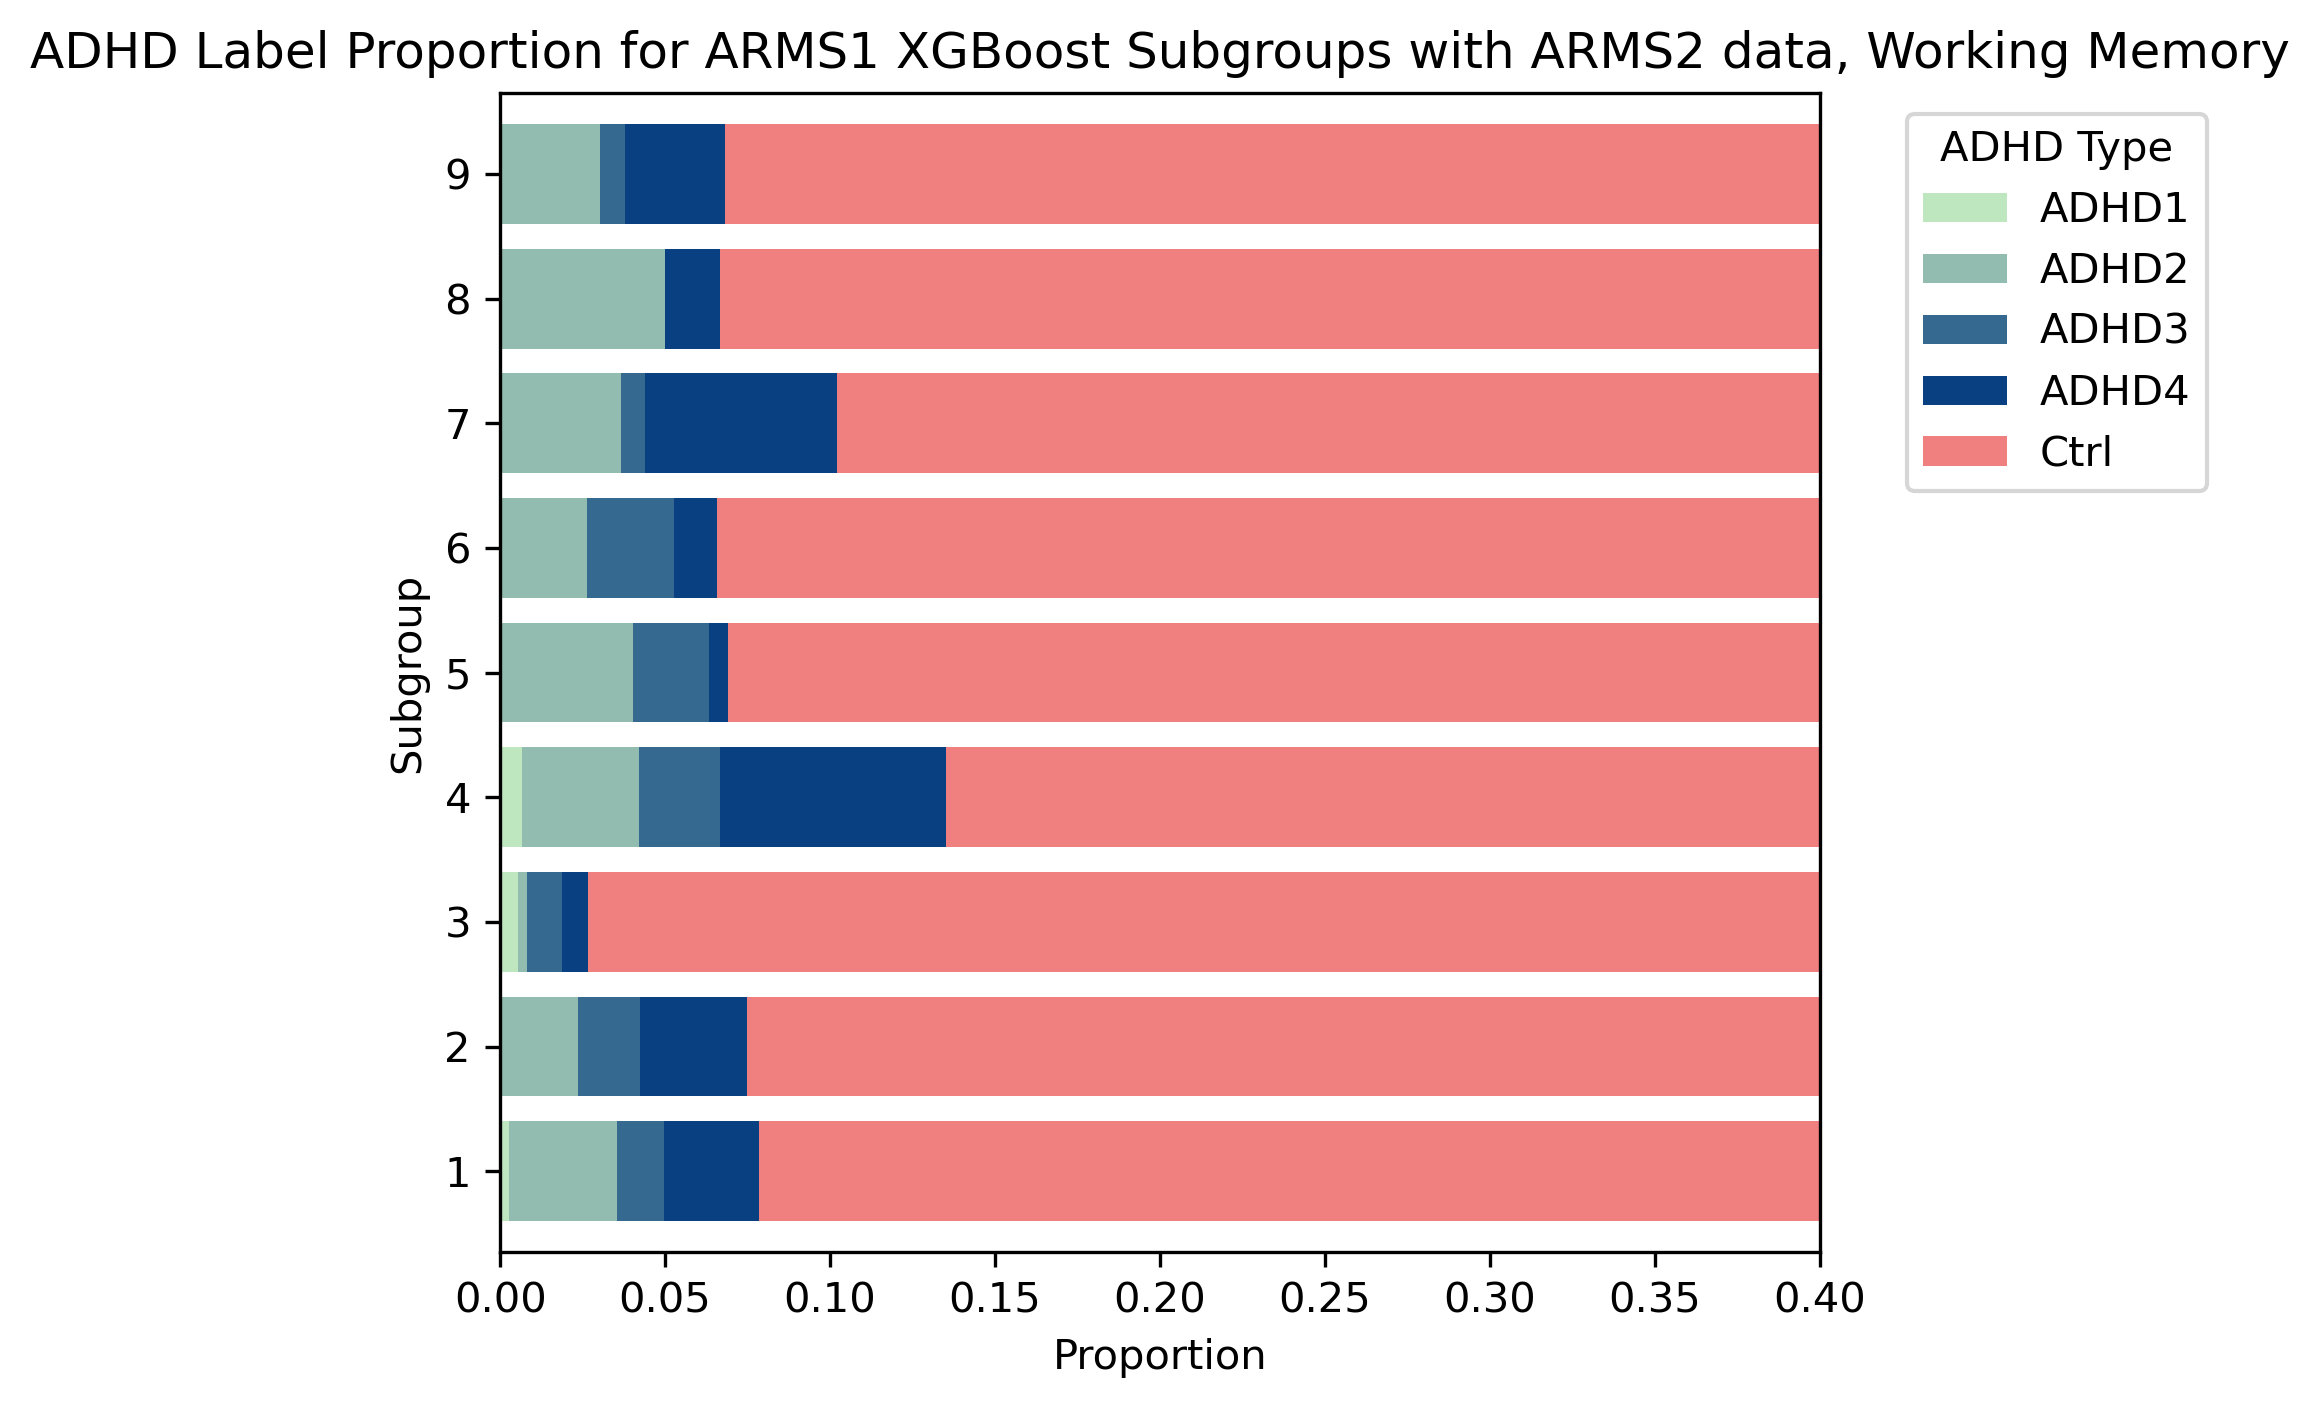 ADHD Label Proportion for ARMS1 XGBoost Subgroups with ARMS2 data, Working Memory
ADHD Type
ADHD1
ADHD2
ADHD3
ADHD4
Ctrl
Subgroup
9
8
7
6
5
4
3
2
1
0.00 0.05 0.10 0.15 0.20 0.25 0.30 0.35 0.40
Proportion